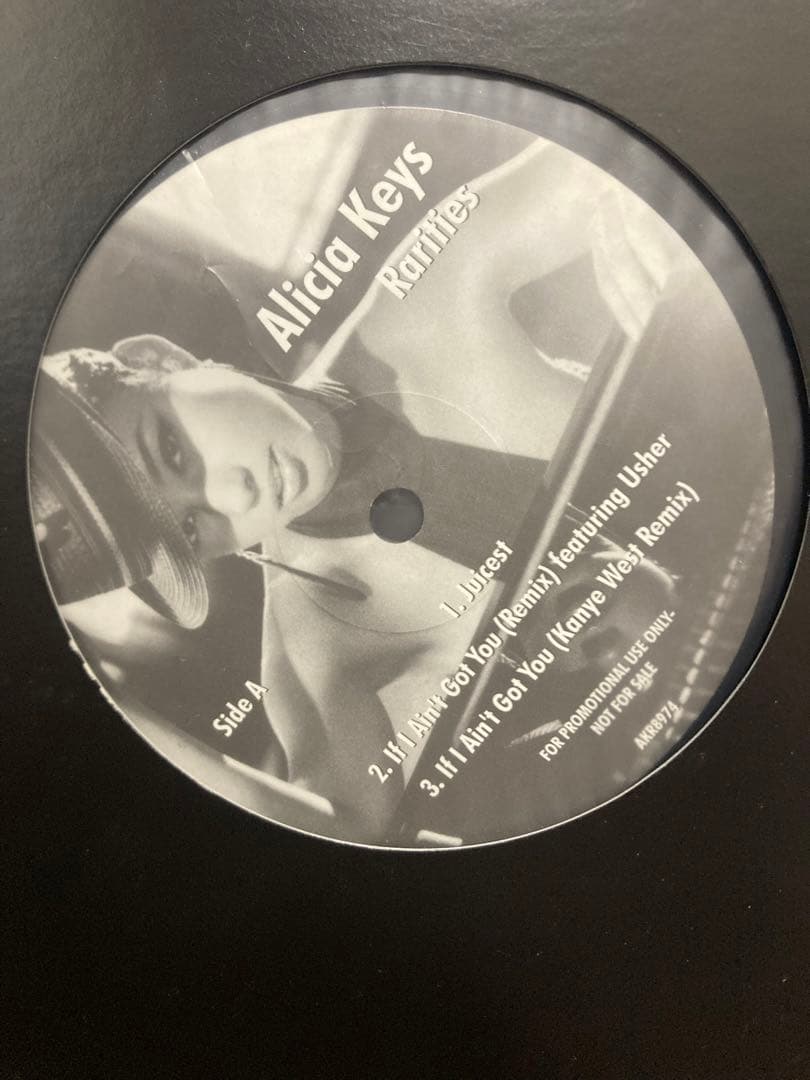 Alicia Keys
Rarities
Side A
1. Juicest
2. If I Ain't Got You (Remix) featuring Usher
3. If I Ain't Got You (Kanye West Remix)
FOR PROMOTIONAL USE ONLY-
NOT FOR SALE
AKR8974